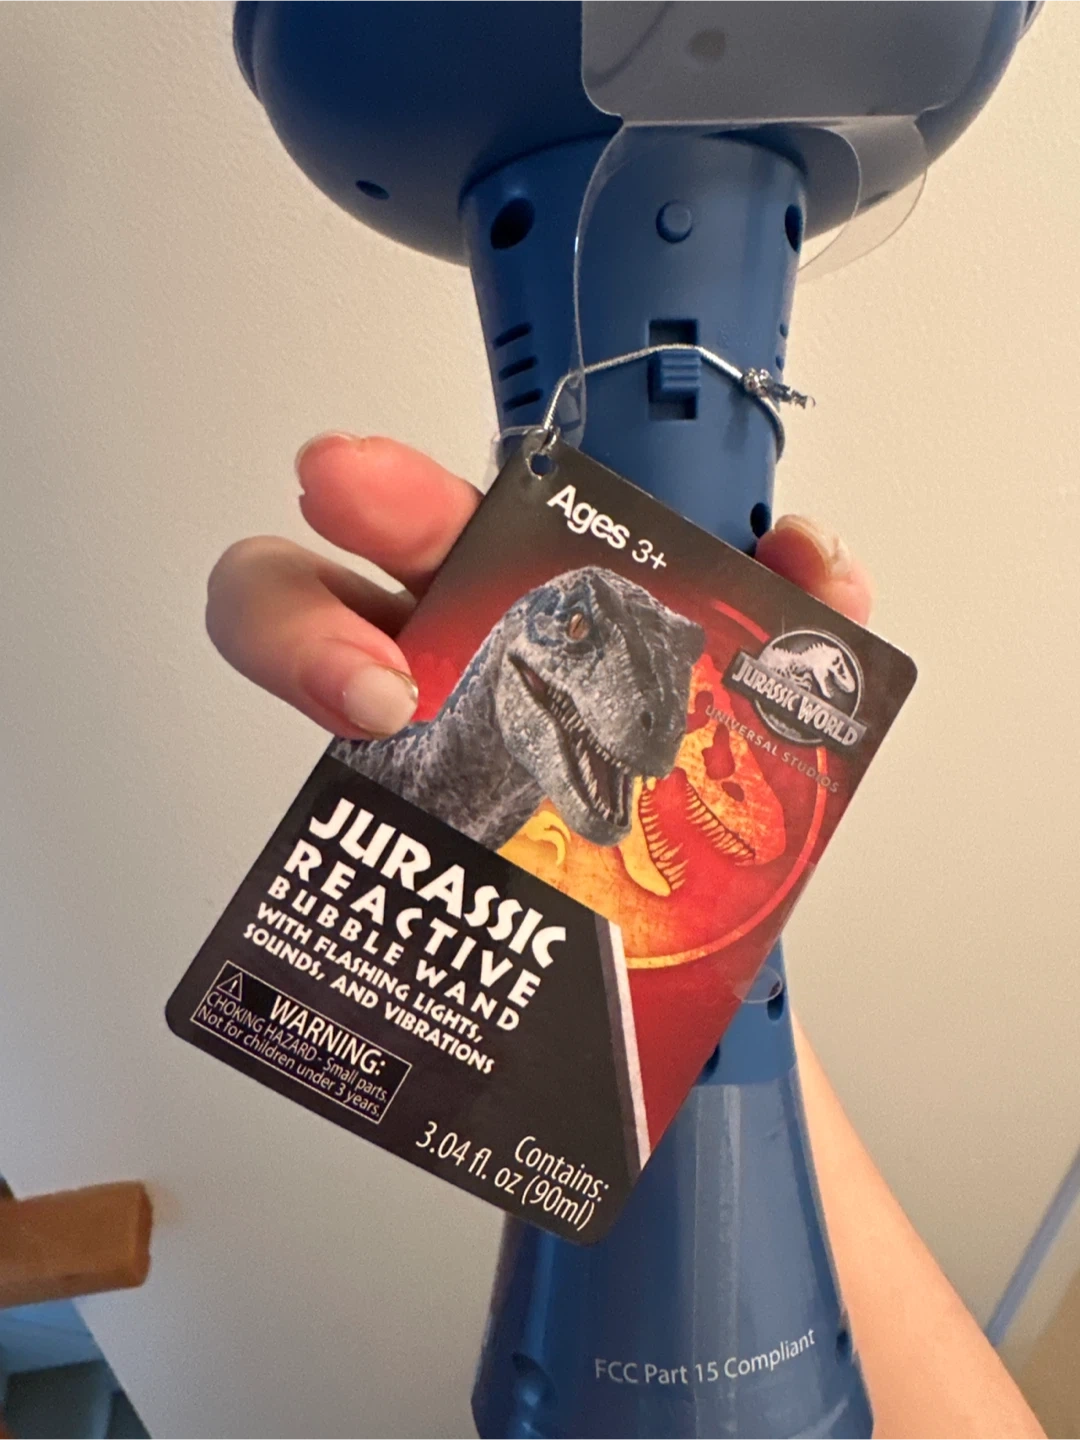 Ages 3+
JURASSIC WORLD
UNIVERSAL STUDIOS
JURASSIC
REACTIVE
BUBBLE WAND
WITH FLASHING LIGHTS,
SOUNDS, AND VIBRATIONS
WARNING:
CHOKING HAZARD - Small parts.
Not for children under 3 years.
Contains:
3.04 fl. oz (90ml)
FCC Part 15 Compliant